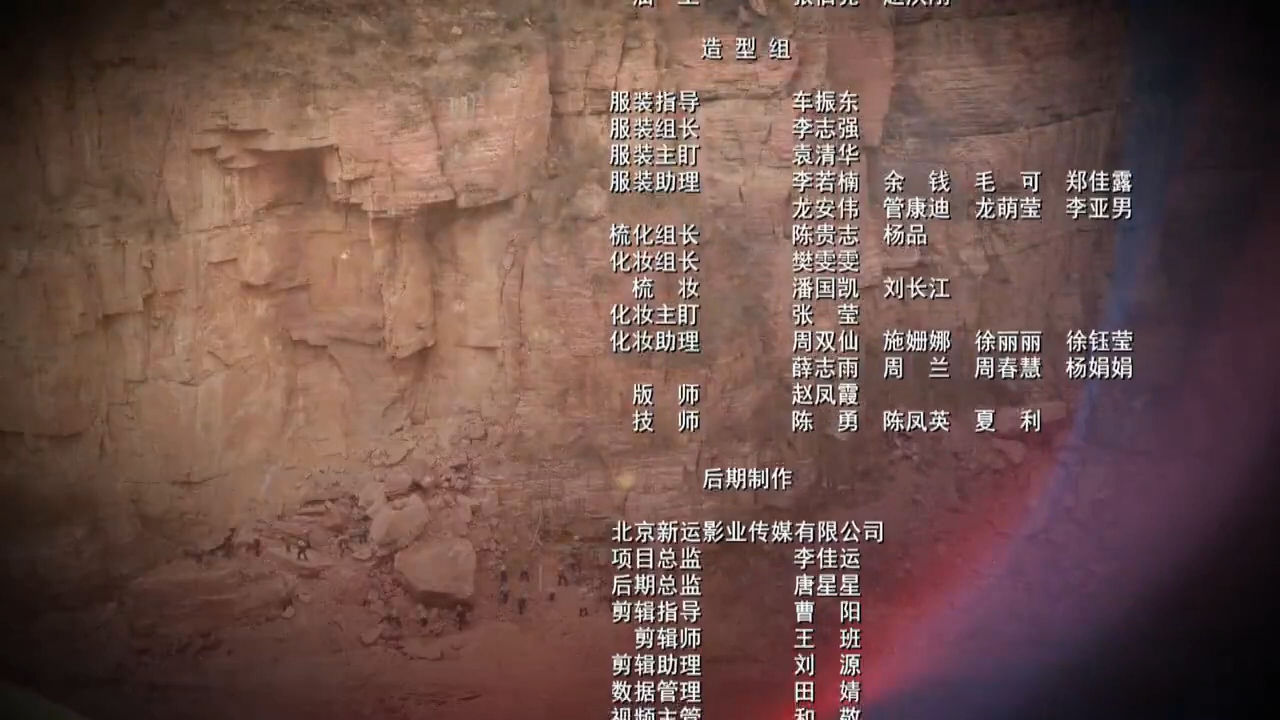 造 型 组
服装指导 车振东
服装组长 李志强
服装主盯 袁清华
服装助理 李若楠 余 钱 毛 可 郑佳露
龙安伟 管康迪 龙萌莹 李亚男
梳化组长 陈贵志 杨品
化妆组长 樊雯雯
梳 妆 潘国凯 刘长江
化妆主盯 张 莹
化妆助理 周双仙 施姗娜 徐丽丽 徐钰莹
薛志雨 周 兰 周春慧 杨娟娟
版 师 赵凤霞
技 师 陈 勇 陈凤英 夏 利
后期制作
北京新运影业传媒有限公司
项目总监 李佳运
后期总监 唐星星
剪辑指导 曹 阳
剪辑师 王 班
剪辑助理 刘 源
数据管理 田 婧
视频主管 和 敬